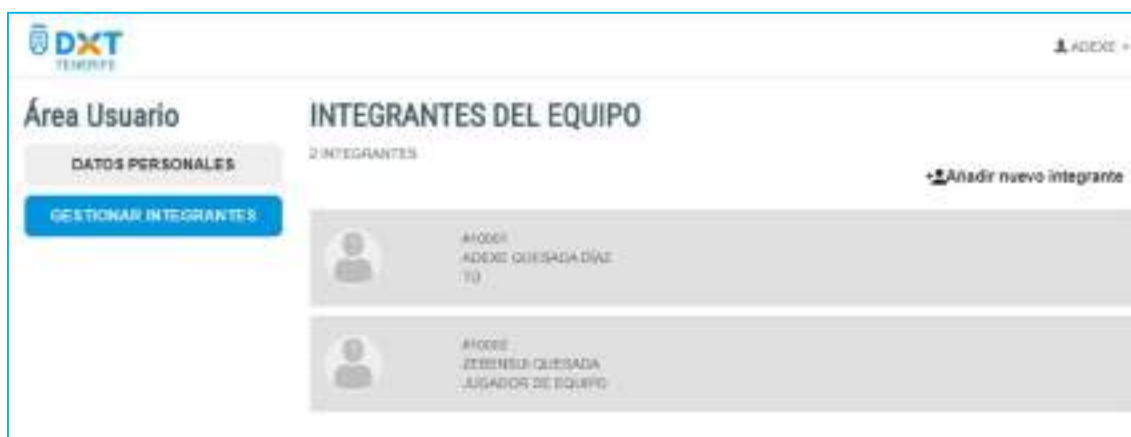 DXT
TENERIFE
ADEXE
Área Usuario
DATOS PERSONALES
GESTIONAR INTEGRANTES
INTEGRANTES DEL EQUIPO
2 INTEGRANTES
Añadir nuevo integrante
#10001
ADEXE QUESADA DÍAZ
TÚ
#10002
ZEBENSUI QUESADA
JUGADOR DE EQUIPO